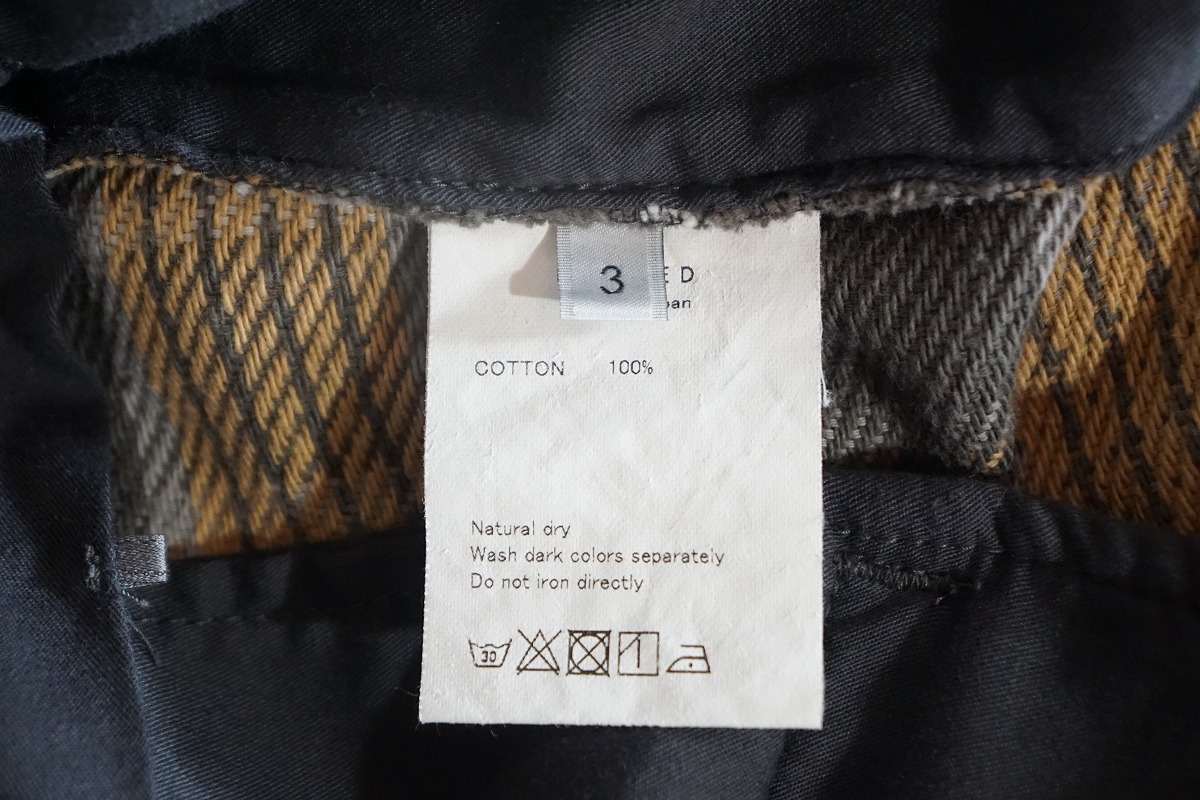 3
COTTON 100%
Natural dry
Wash dark colors separately
Do not iron directly
30